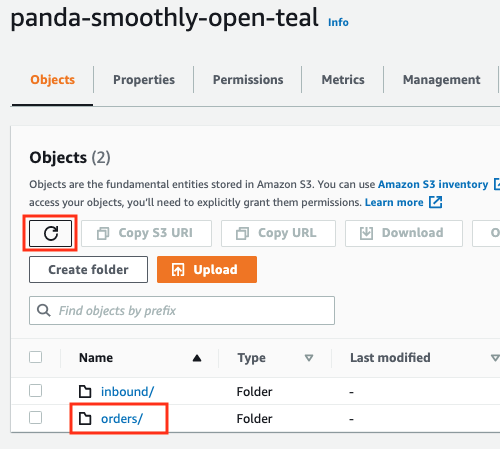 panda-smoothly-open-teal Info
Objects Properties Permissions Metrics Management
Objects (2)
Objects are the fundamental entities stored in Amazon S3. You can use Amazon S3 inventory
access your objects, you'll need to explicitly grant them permissions. Learn more
Copy S3 URI Copy URL Download O
Create folder Upload
Find objects by prefix
Name Type Last modified
inbound/ Folder -
orders/ Folder -